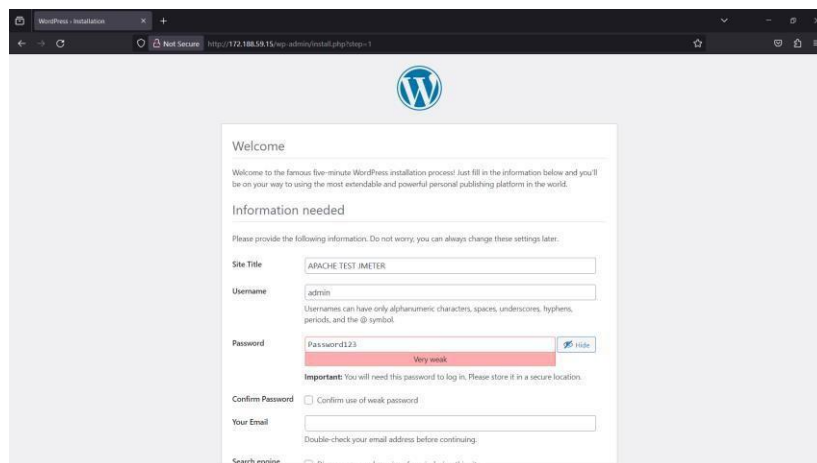 WordPress › Installation
Not Secure http://172.188.59.15/wp-admin/install.php?step=1
Welcome
Welcome to the famous five-minute WordPress installation process! Just fill in the information below and you'll
be on your way to using the most extendable and powerful personal publishing platform in the world.
Information needed
Please provide the following information. Do not worry, you can always change these settings later.
Site Title
APACHE TEST JMETER
Username
admin
Usernames can have only alphanumeric characters, spaces, underscores, hyphens,
periods, and the @ symbol.
Password
Password123
Hide
Very weak
Important: You will need this password to log in. Please store it in a secure location.
Confirm Password
Confirm use of weak password
Your Email
Double-check your email address before continuing.
Search engine